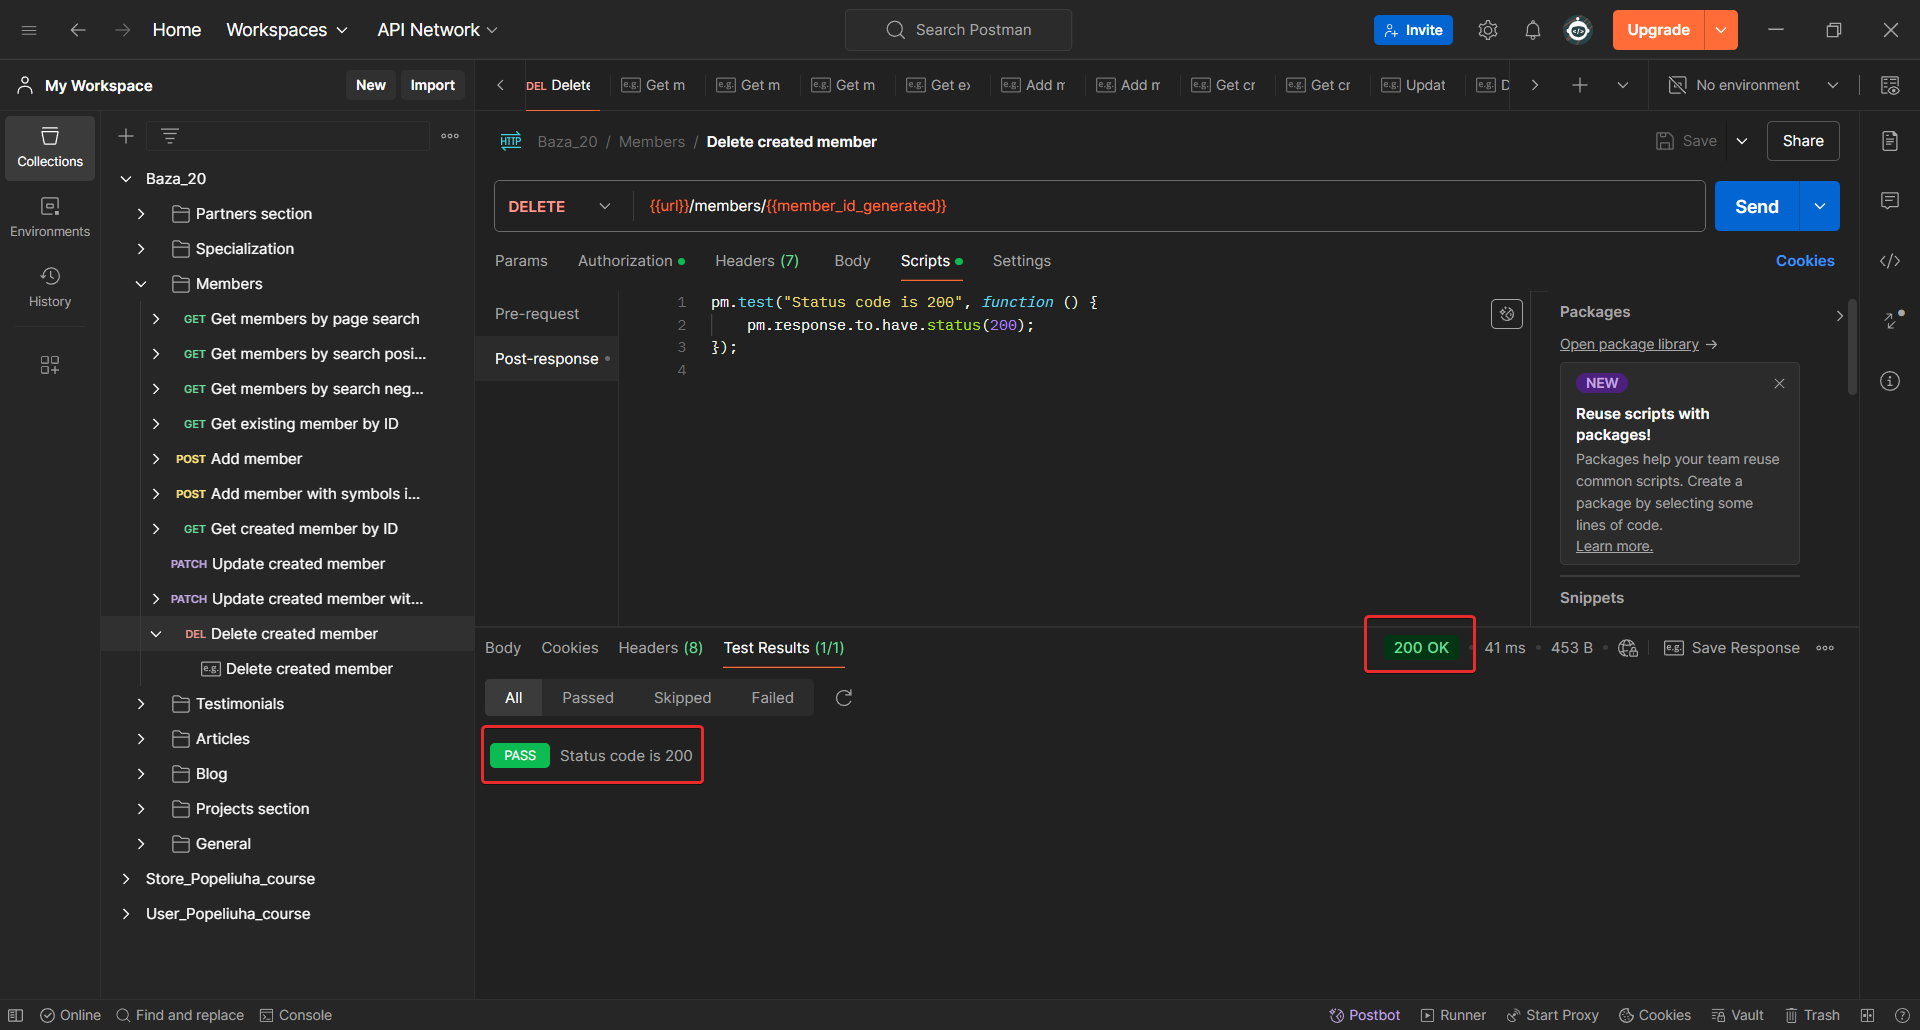 Home
Workspaces
API Network
Search Postman
Invite
Upgrade
My Workspace
New
Import
DEL Delete
e.g. Get m
e.g. Get m
e.g. Get m
e.g. Get ex
e.g. Add m
e.g. Add m
e.g. Get cr
e.g. Get cr
e.g. Updat
e.g. D
No environment
Collections
Environments
History
Baza_20
Partners section
Specialization
Members
GET Get members by page search
GET Get members by search posi...
GET Get members by search neg...
GET Get existing member by ID
POST Add member
POST Add member with symbols i...
GET Get created member by ID
PATCH Update created member
PATCH Update created member wit...
DEL Delete created member
e.g. Delete created member
Testimonials
Articles
Blog
Projects section
General
Store_Popeliuha_course
User_Popeliuha_course
HTTP Baza_20 / Members / Delete created member
Save
Share
DELETE
{{url}}/members/{{member_id_generated}}
Send
Params
Authorization
Headers (7)
Body
Scripts
Settings
Cookies
Pre-request
Post-response
1 pm.test("Status code is 200", function () {
2 pm.response.to.have.status(200);
3 });
4
Packages
Open package library →
NEW
Reuse scripts with
packages!
Packages help your team reuse
common scripts. Create a
package by selecting some
lines of code.
Learn more.
Snippets
Body
Cookies
Headers (8)
Test Results (1/1)
200 OK
41 ms
453 B
e.g. Save Response
All
Passed
Skipped
Failed
PASS Status code is 200
Online
Find and replace
Console
Postbot
Runner
Start Proxy
Cookies
Vault
Trash